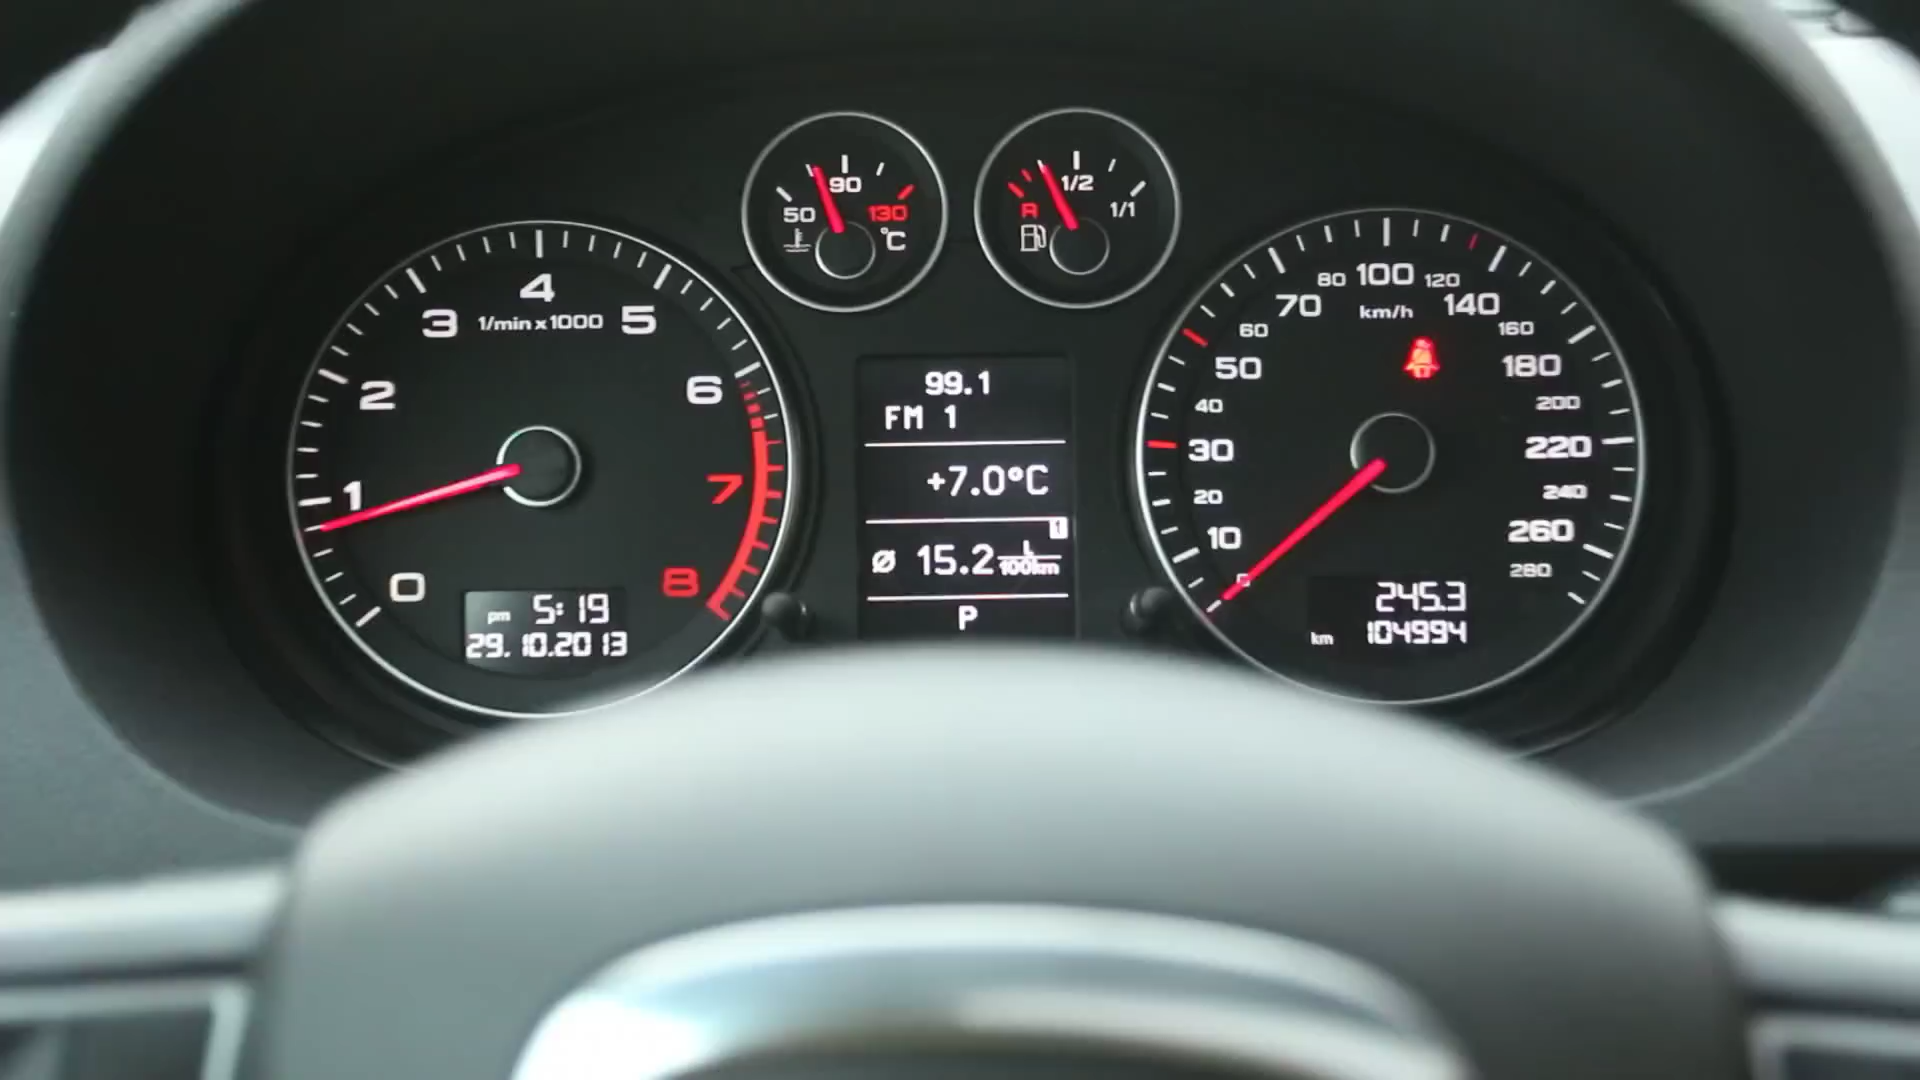 50 90 130
°C
R 1/2 1/1
0 1 2 3 4 5 6 7 8
1/min x 1000
pm 5:19
29.10.2013
99.1
FM 1
+7.0°C
1
Ø 15.2 L/100km
P
0 10 20 30 40 50 60 70 80 100 120 140 160 180 200 220 240 260 280
km/h
245.3
km 104994